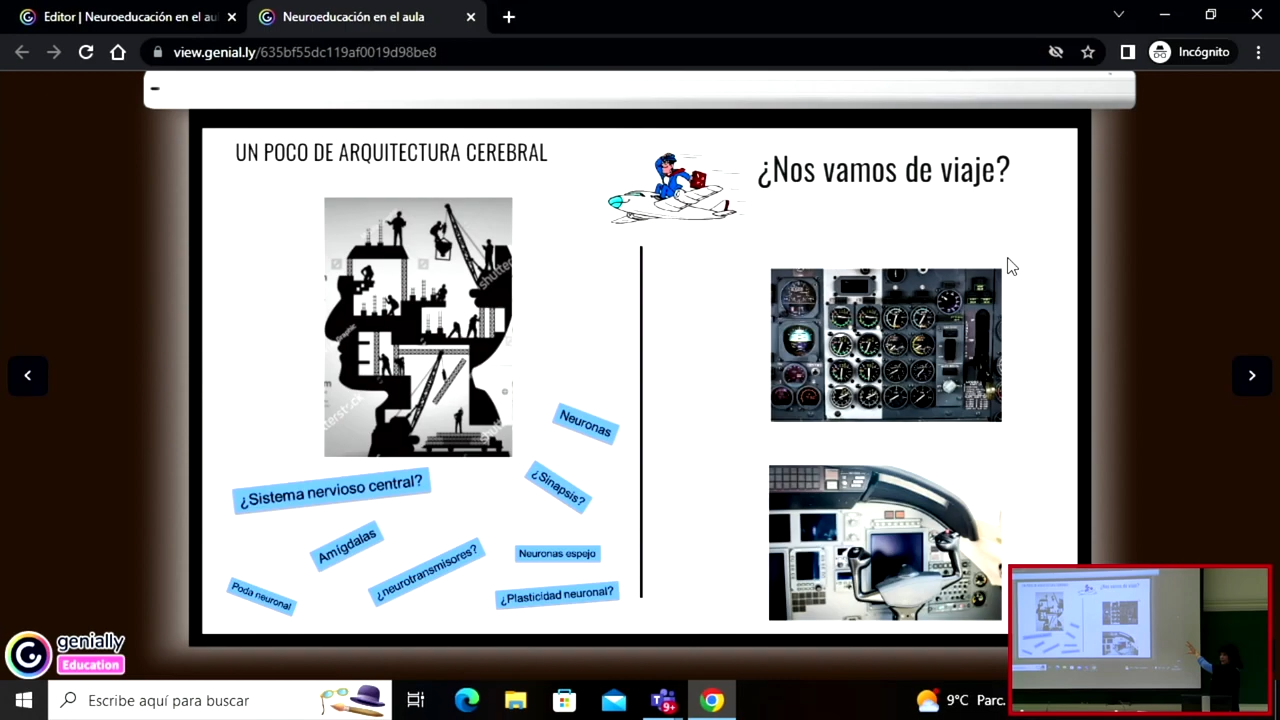 Editor | Neuroeducación en el au
Neuroeducación en el aula
view.genial.ly/635bf55dc119af0019d98be8
Incógnito
UN POCO DE ARQUITECTURA CEREBRAL
¿Nos vamos de viaje?
Neuronas
¿Sinapsis?
¿Sistema nervioso central?
Amígdalas
Neuronas espejo
¿neurotransmisores?
Poda neuronal
¿Plasticidad neuronal?
genially
Education
Escribe aquí para buscar
9+
9°C Parc.